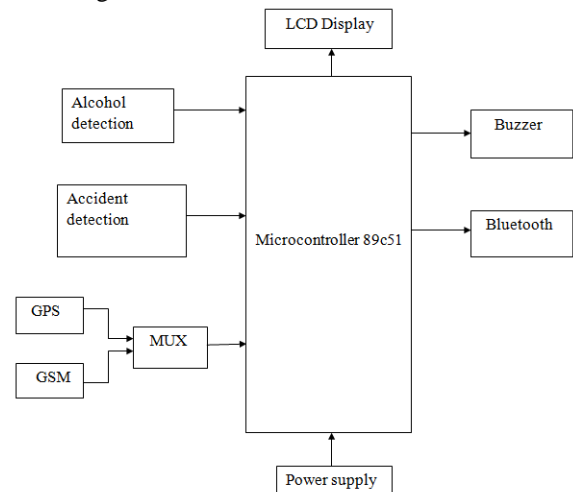 LCD Display
Alcohol
detection
Buzzer
Accident
detection
Bluetooth
Microcontroller 89c51
GPS
MUX
GSM
Power supply